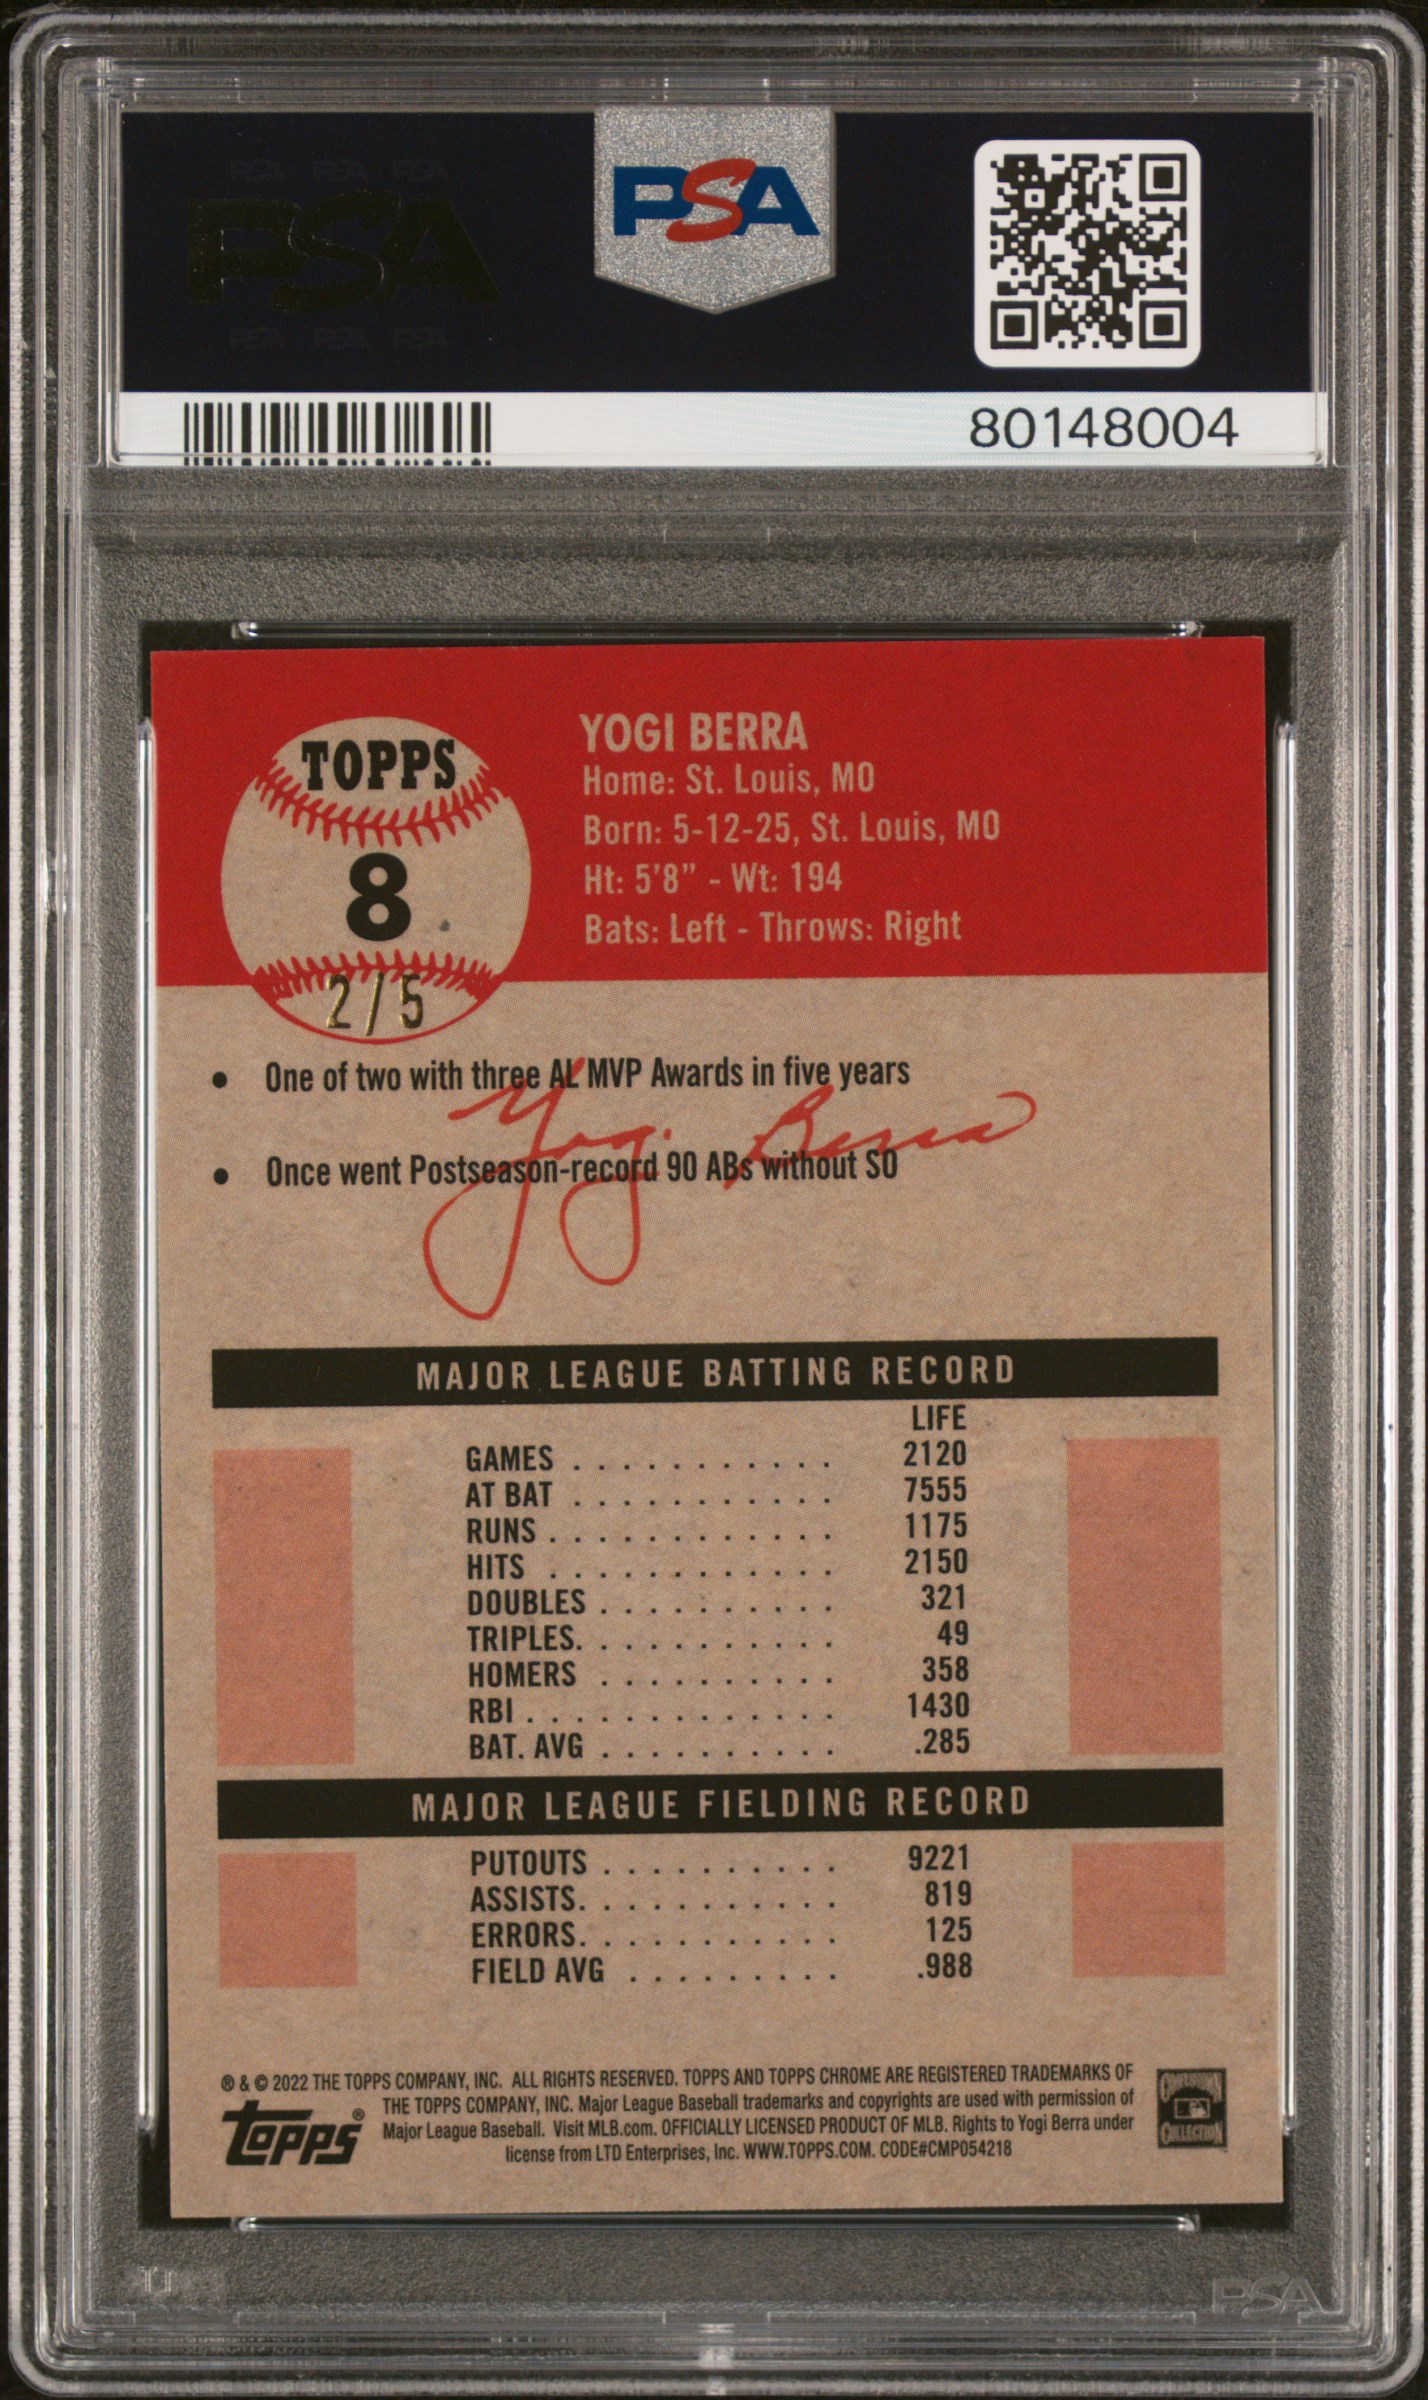 PSA PSA PSA
PSA
PSA
PSA PSA PSA
80148004
TOPPS
8
2/5
YOGI BERRA
Home: St. Louis, MO
Born: 5-12-25, St. Louis, MO
Ht: 5'8” - Wt: 194
Bats: Left - Throws: Right
• One of two with three AL MVP Awards in five years
Yogi Berra
• Once went Postseason-record 90 ABs without SO
MAJOR LEAGUE BATTING RECORD
LIFE
GAMES . . . . . . . . . . . 2120
AT BAT . . . . . . . . . . . 7555
RUNS . . . . . . . . . . . . 1175
HITS . . . . . . . . . . . . 2150
DOUBLES . . . . . . . . . . 321
TRIPLES. . . . . . . . . . . 49
HOMERS . . . . . . . . . . 358
RBI . . . . . . . . . . . . . 1430
BAT. AVG . . . . . . . . . . .285
MAJOR LEAGUE FIELDING RECORD
PUTOUTS . . . . . . . . . . 9221
ASSISTS. . . . . . . . . . . 819
ERRORS. . . . . . . . . . . 125
FIELD AVG . . . . . . . . . .988
® & © 2022 THE TOPPS COMPANY, INC. ALL RIGHTS RESERVED. TOPPS AND TOPPS CHROME ARE REGISTERED TRADEMARKS OF
THE TOPPS COMPANY, INC. Major League Baseball trademarks and copyrights are used with permission of
Major League Baseball. Visit MLB.com. OFFICIALLY LICENSED PRODUCT OF MLB. Rights to Yogi Berra under
license from LTD Enterprises, Inc. WWW.TOPPS.COM. CODE#CMP054218
topps®
COOPERSTOWN
COLLECTION
PSA